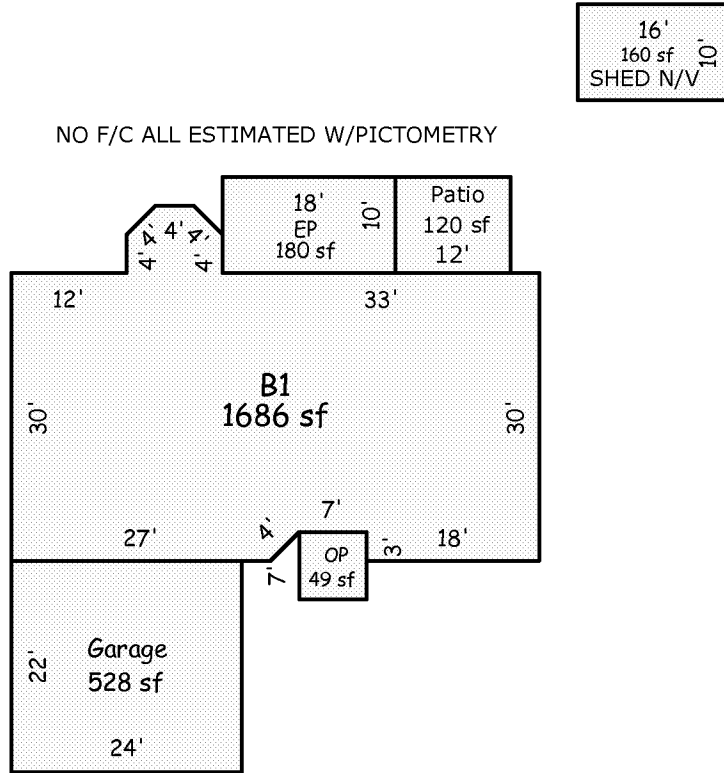 16'
160 sf
10'
SHED N/V
NO F/C ALL ESTIMATED W/PICTOMETRY
18'
EP
180 sf
10'
Patio
120 sf
12'
4'
4'
4'
4'
4'
12'
33'
B1
1686 sf
30'
30'
27'
4'
7'
7'
OP
49 sf
3'
18'
Garage
528 sf
22'
24'